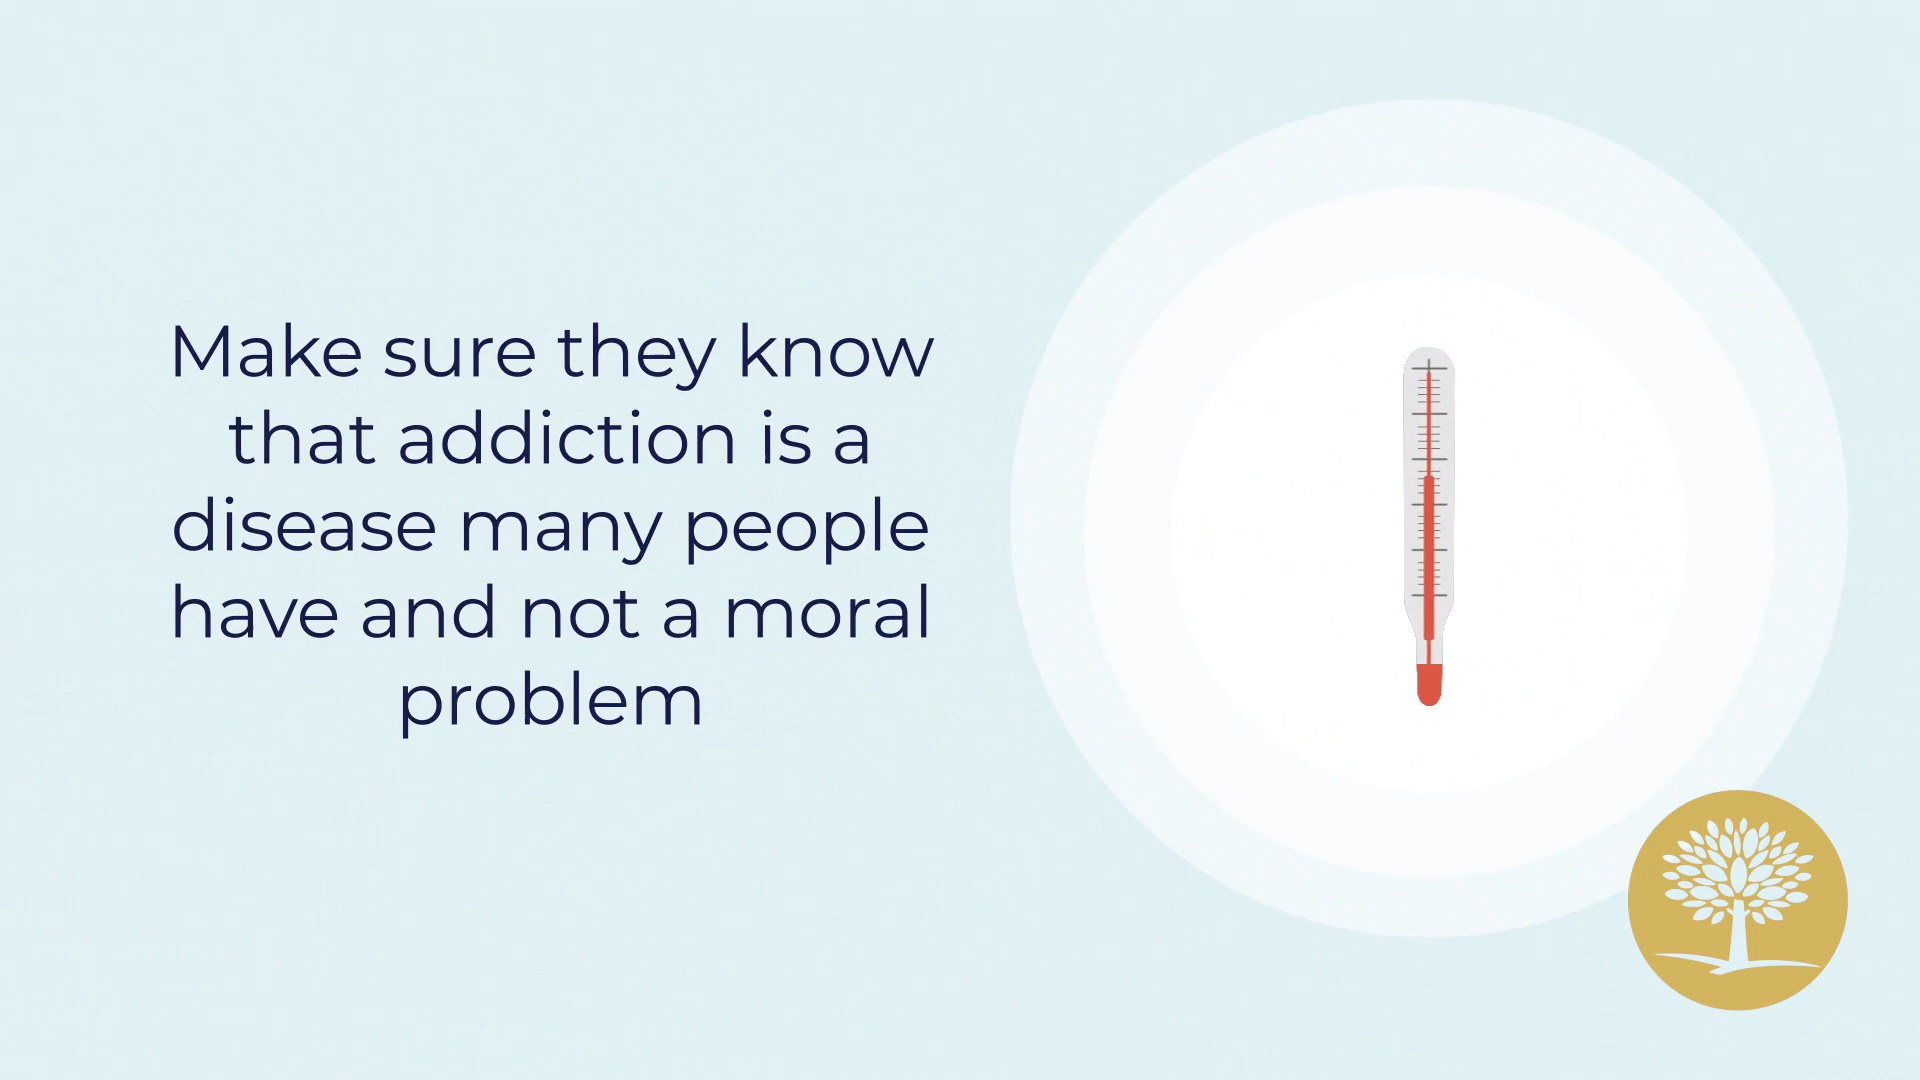 Make sure they know
that addiction is a
disease many people
have and not a moral
problem